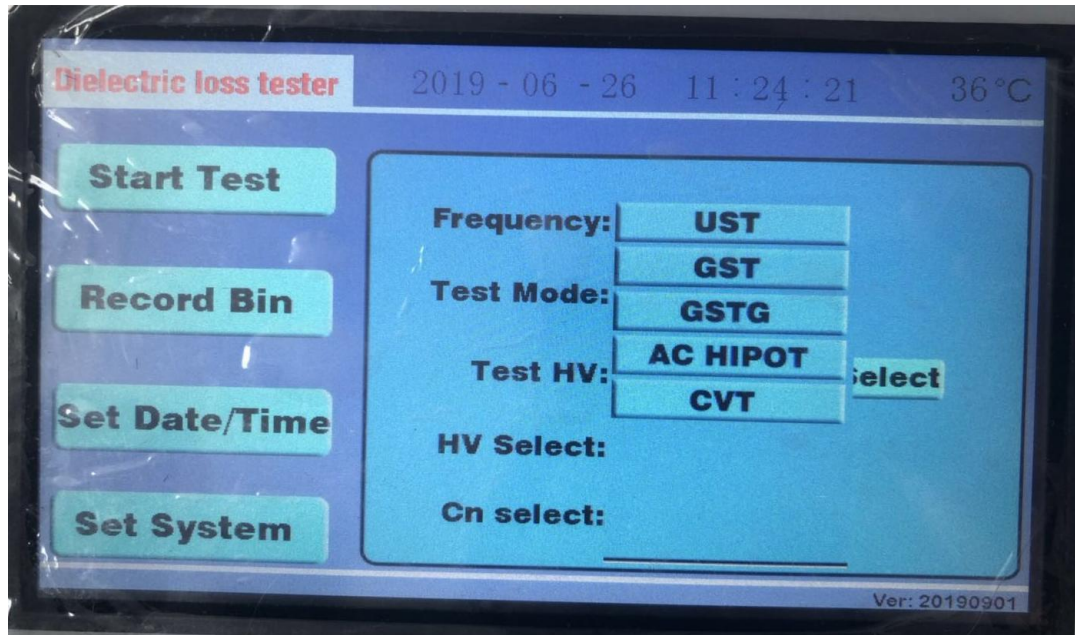 Dielectric loss tester 2019 - 06 - 26 11 : 24 : 21 36°C
Start Test
Record Bin
Set Date/Time
Set System
Frequency:
Test Mode:
Test HV:
HV Select:
Cn select:
UST
GST
GSTG
AC HIPOT
CVT
elect
Ver: 20190901